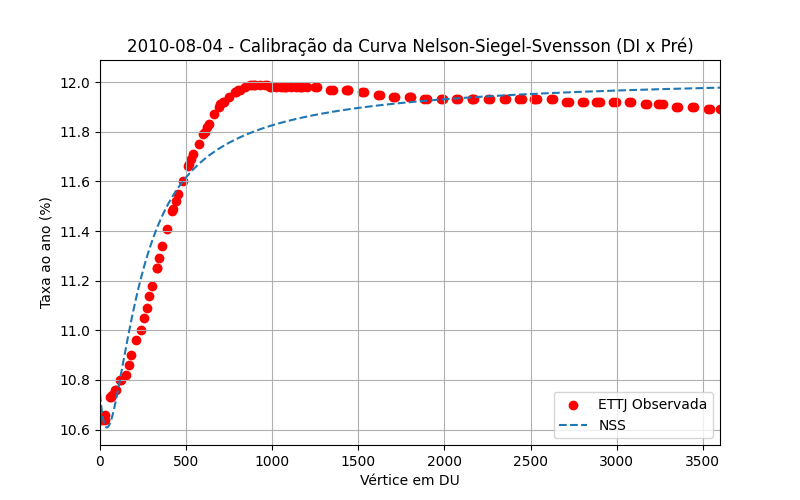 2010-08-04 - Calibração da Curva Nelson-Siegel-Svensson (DI x Pré)
Taxa ao ano (%)
12.0
11.8
11.6
11.4
11.2
11.0
10.8
10.6
ETTJ Observada
NSS
0 500 1000 1500 2000 2500 3000 3500
Vértice em DU